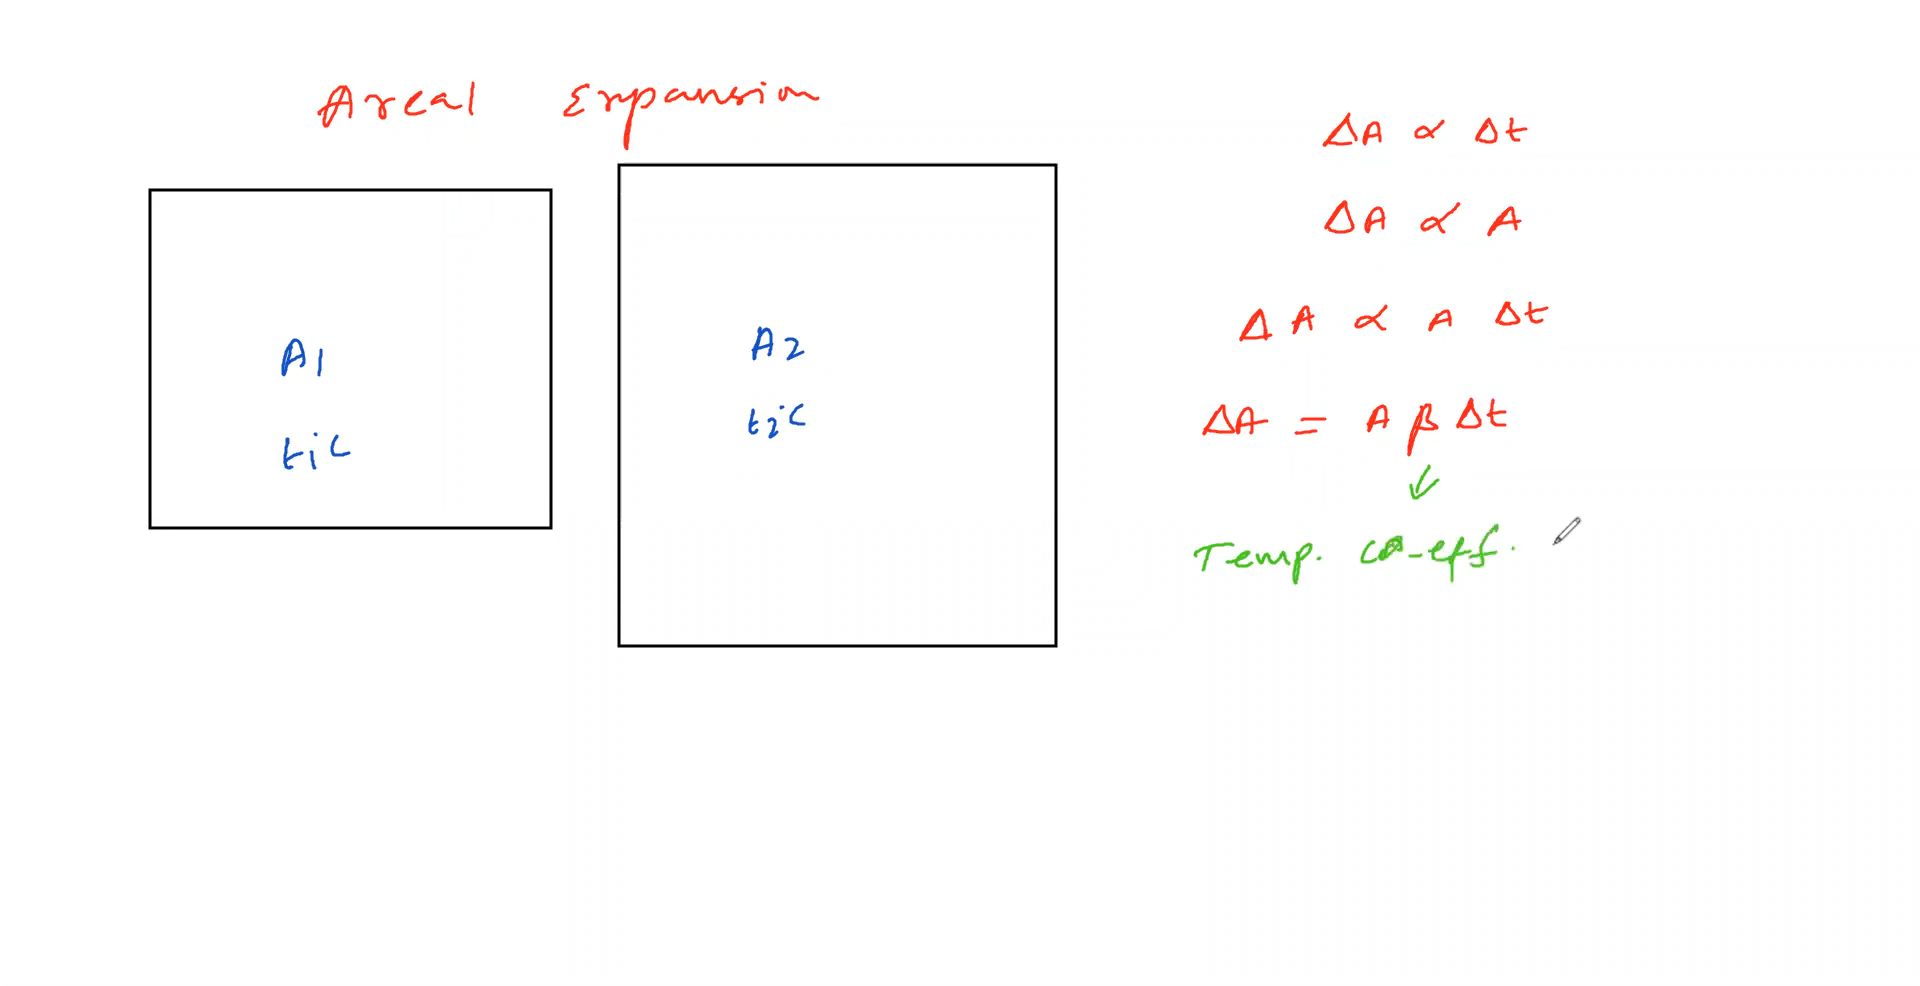 Areal Expansion
A1
t1°C
A2
t2°C
ΔA ∝ Δt
ΔA ∝ A
ΔA ∝ A Δt
ΔA = A β Δt
↓
Temp. co-eff.